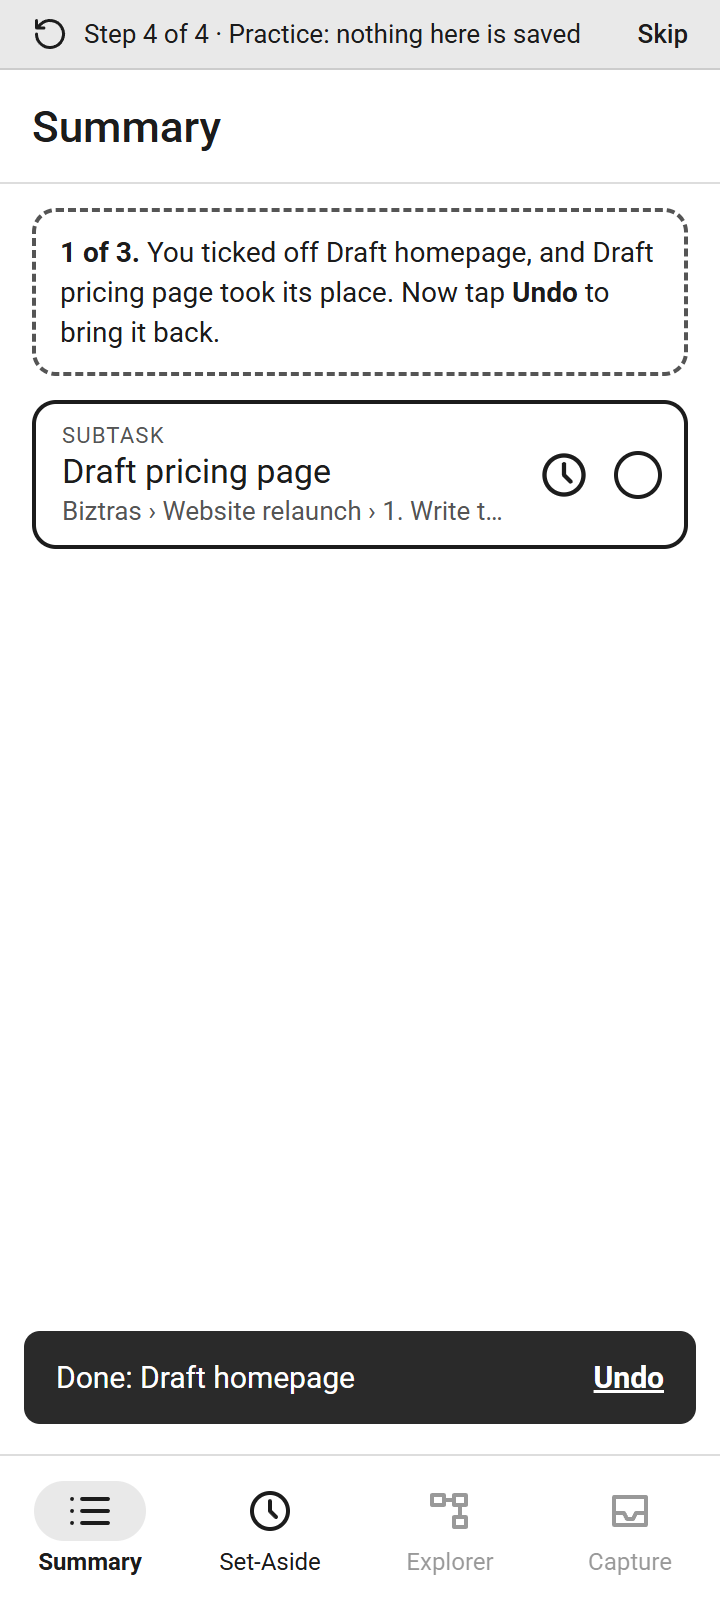 Step 4 of 4 · Practice: nothing here is saved
Skip
Summary
1 of 3. You ticked off Draft homepage, and Draft
pricing page took its place. Now tap Undo to
bring it back.
SUBTASK
Draft pricing page
Biztras › Website relaunch › 1. Write t…
Done: Draft homepage
Undo
Summary
Set-Aside
Explorer
Capture